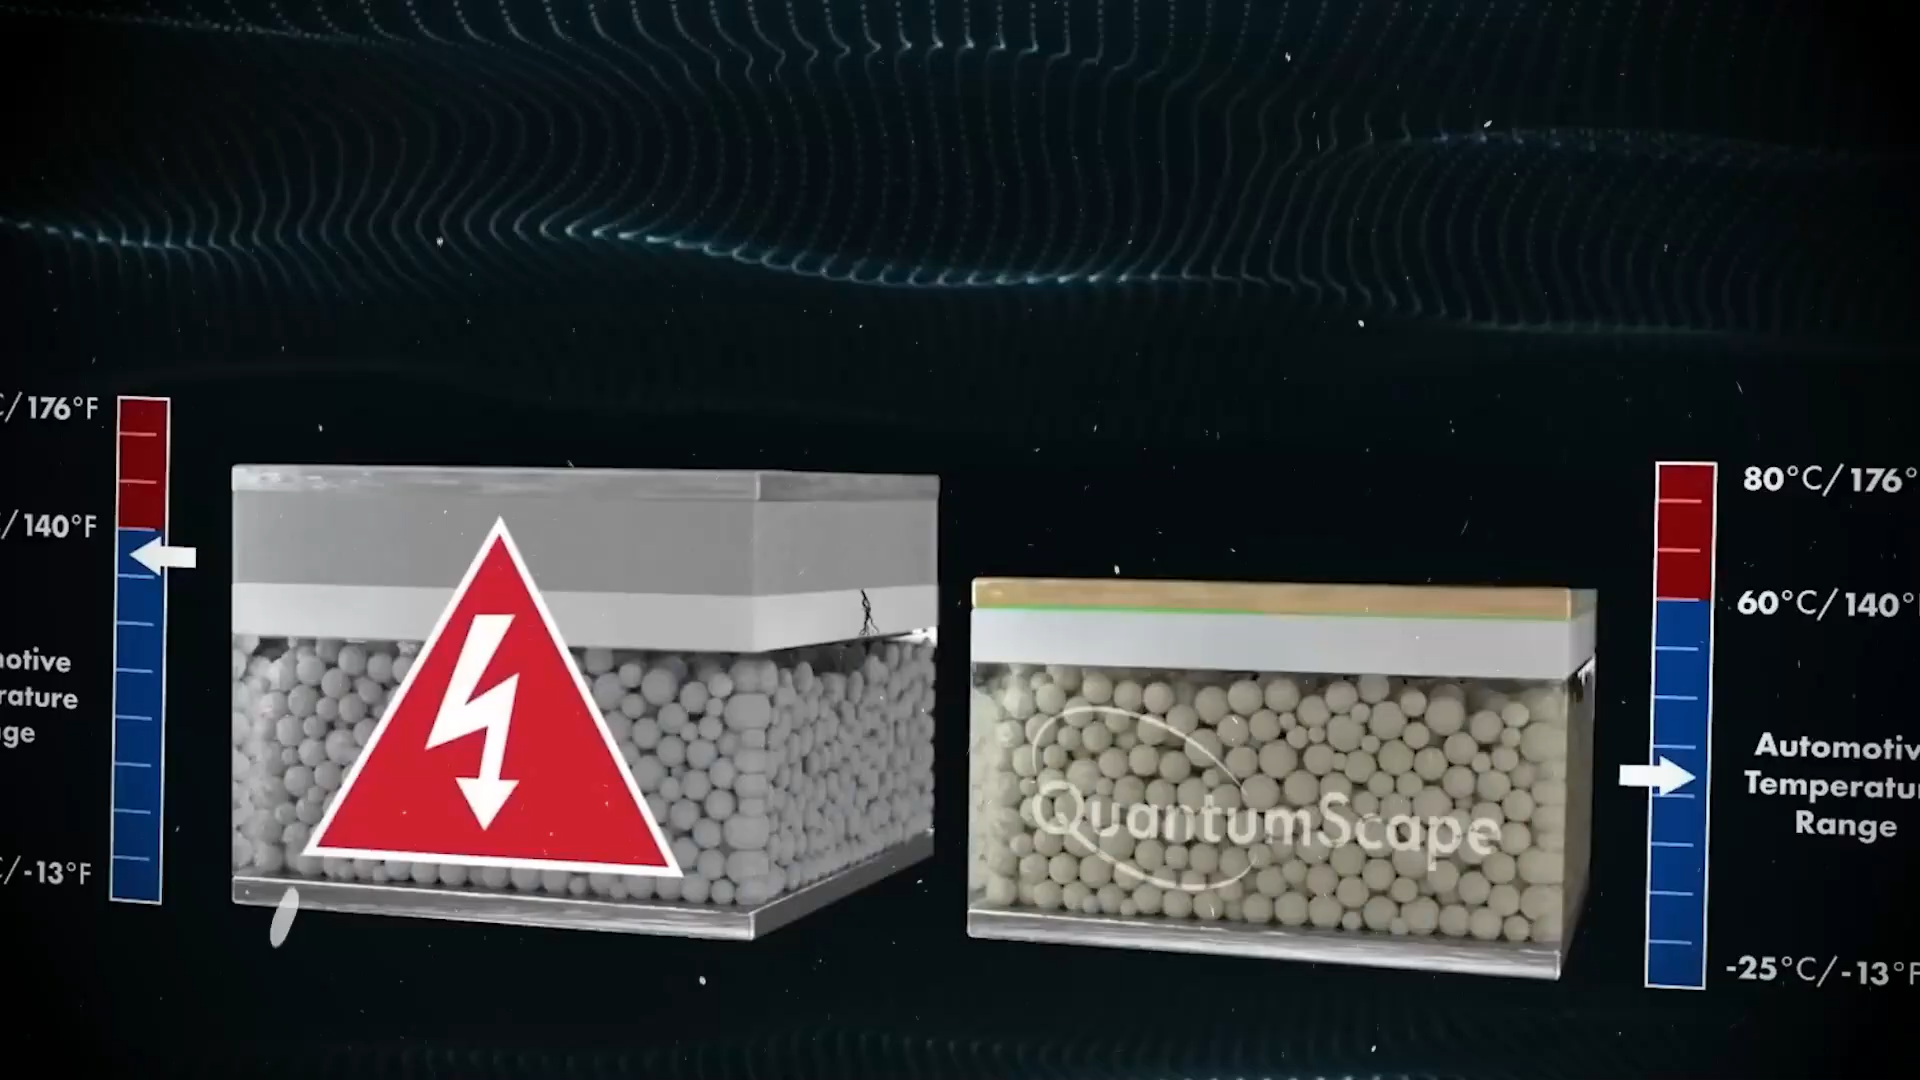 C/176°F
/140°F
notive
rature
ge
C/-13°F
QuantumScape
80°C/176°
60°C/140°F
Automotiv
Temperatu
Range
-25°C/-13°F